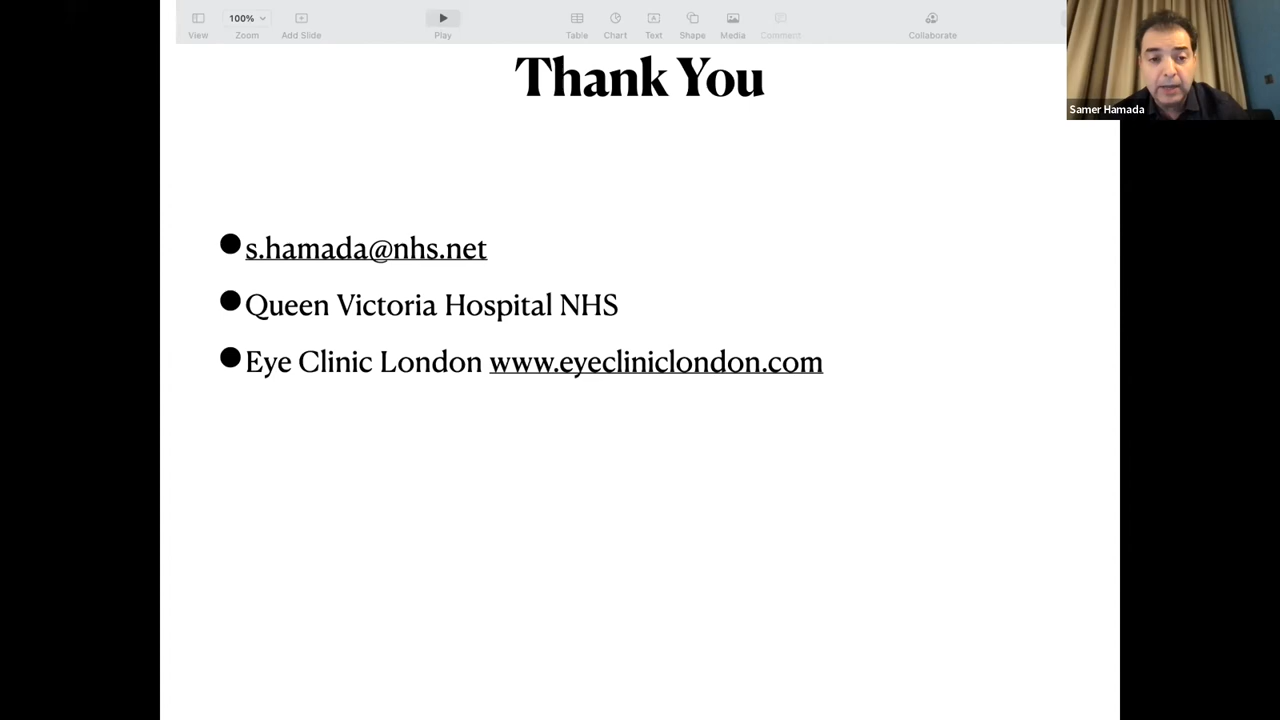 100%
View Zoom Add Slide Play Table Chart Text Shape Media Comment Collaborate
Samer Hamada
Thank You
s.hamada@nhs.net
Queen Victoria Hospital NHS
Eye Clinic London www.eyecliniclondon.com